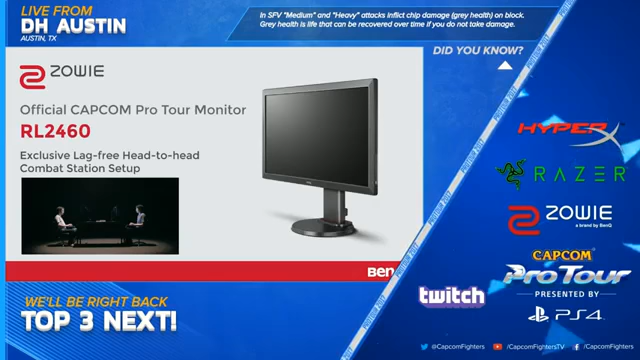 LIVE FROM
DH AUSTIN
AUSTIN, TX
In SFV "Medium" and "Heavy" attacks inflict chip damage (grey health) on block.
Grey health is life that can be recovered over time if you do not take damage.
DID YOU KNOW?
ZOWIE
Official CAPCOM Pro Tour Monitor
RL2460
Exclusive Lag-free Head-to-head
Combat Station Setup
Ben
HYPERX
RAZER
ZOWIE
a brand by BenQ
CAPCOM
Pro Tour
PRESENTED BY
PS4
twitch
WE'LL BE RIGHT BACK
TOP 3 NEXT!
@CapcomFighters
/CapcomFightersTV
/CapcomFighters